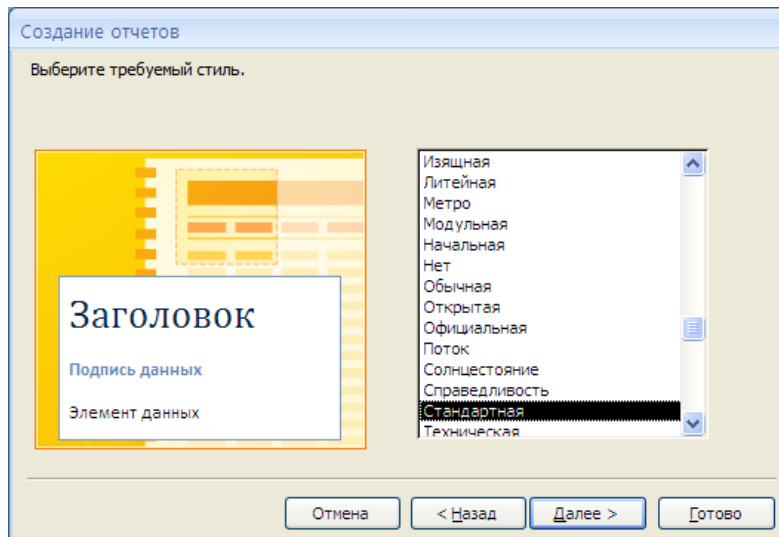 Создание отчетов
Выберите требуемый стиль.
Заголовок
Подпись данных
Элемент данных
Изящная
Литейная
Метро
Модульная
Начальная
Нет
Обычная
Открытая
Официальная
Поток
Солнцестояние
Справедливость
Стандартная
Техническая
Отмена
< Назад
Далее >
Готово